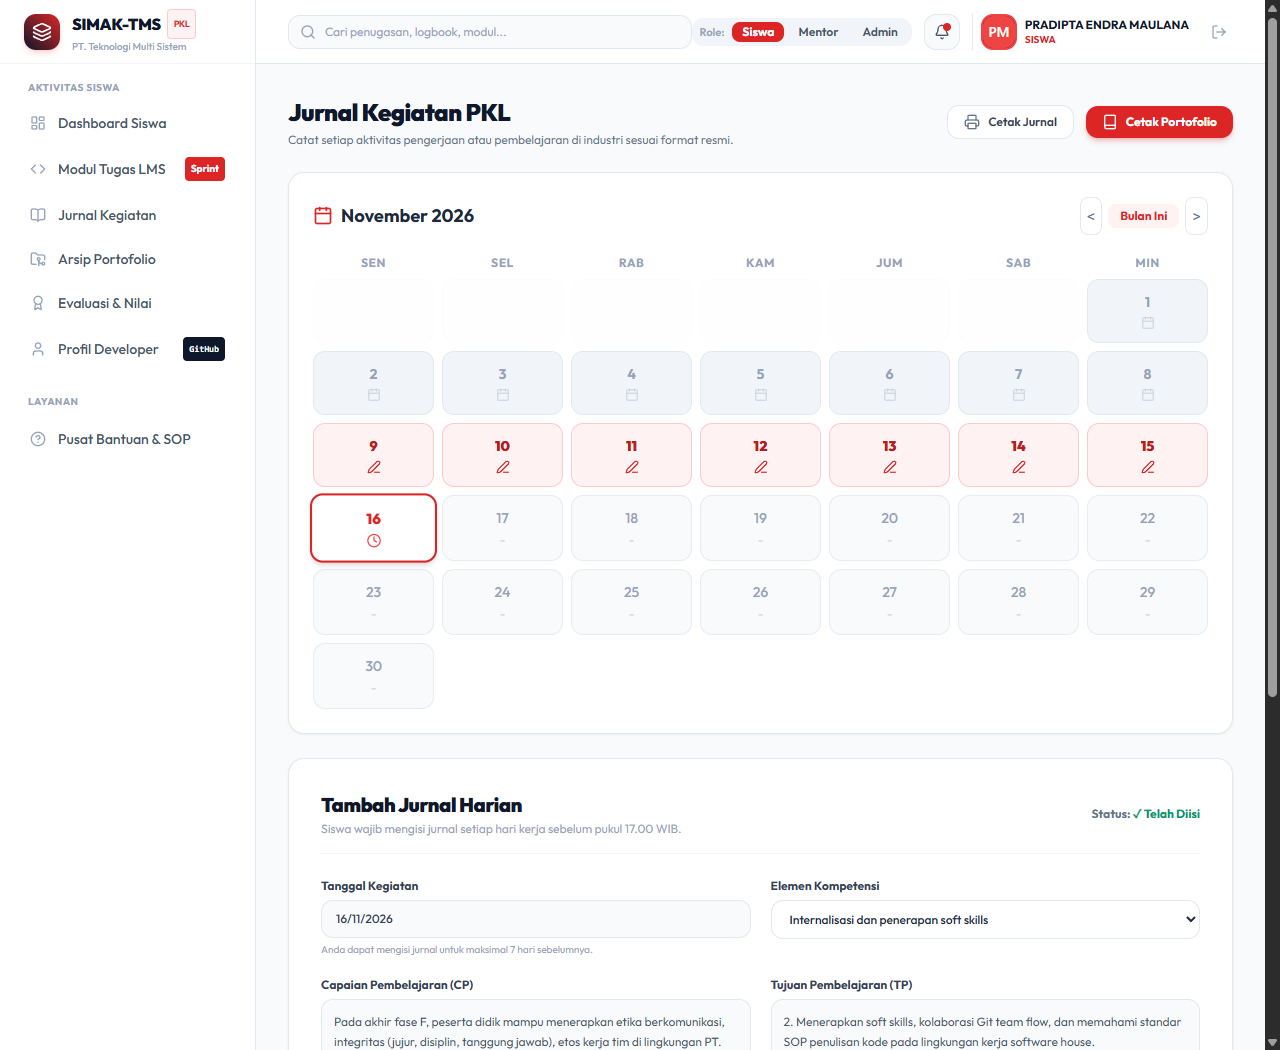 SIMAK-TMS PKL
PT. Teknologi Multi Sistem
Cari penugasan, logbook, modul...
Role: Siswa Mentor Admin
PM
PRADIPTA ENDRA MAULANA
SISWA
AKTIVITAS SISWA
Dashboard Siswa
Modul Tugas LMS Sprint
Jurnal Kegiatan
Arsip Portofolio
Evaluasi & Nilai
Profil Developer GitHub
LAYANAN
Pusat Bantuan & SOP
Jurnal Kegiatan PKL
Catat setiap aktivitas pengerjaan atau pembelajaran di industri sesuai format resmi.
Cetak Jurnal
Cetak Portofolio
November 2026
< Bulan Ini >
SEN SEL RAB KAM JUM SAB MIN
1
2 3 4 5 6 7 8
9 10 11 12 13 14 15
16 17 18 19 20 21 22
- - - - - -
23 24 25 26 27 28 29
- - - - - - -
30
-
Tambah Jurnal Harian
Siswa wajib mengisi jurnal setiap hari kerja sebelum pukul 17.00 WIB.
Status: ✓ Telah Diisi
Tanggal Kegiatan
16/11/2026
Anda dapat mengisi jurnal untuk maksimal 7 hari sebelumnya.
Elemen Kompetensi
Internalisasi dan penerapan soft skills
Capaian Pembelajaran (CP)
Pada akhir fase F, peserta didik mampu menerapkan etika berkomunikasi,
integritas (jujur, disiplin, tanggung jawab), etos kerja tim di lingkungan PT.
Tujuan Pembelajaran (TP)
2. Menerapkan soft skills, kolaborasi Git team flow, dan memahami standar
SOP penulisan kode pada lingkungan kerja software house.